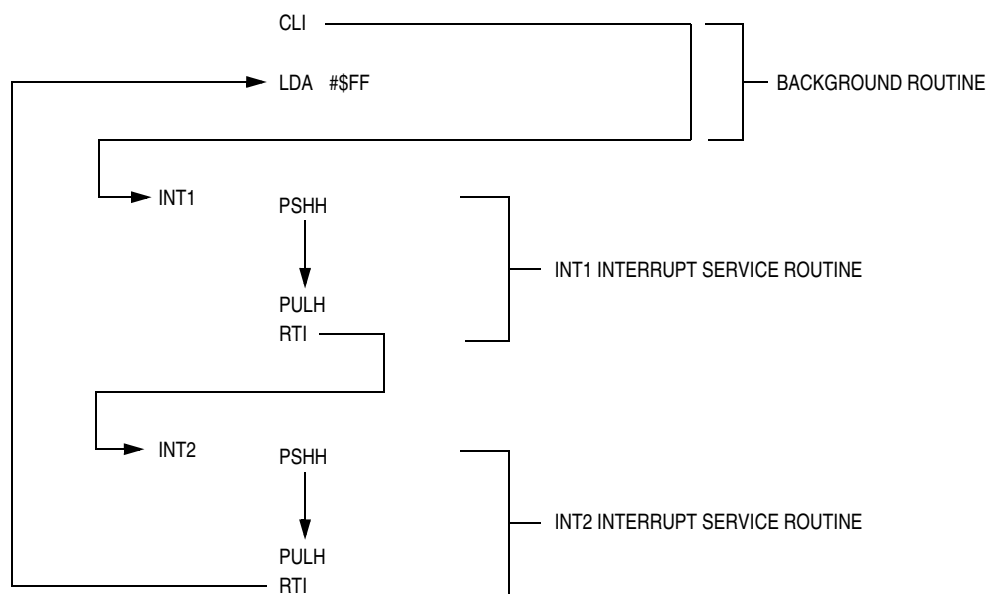 CLI
LDA #$FF
BACKGROUND ROUTINE
INT1
PSHH
INT1 INTERRUPT SERVICE ROUTINE
PULH
RTI
INT2
PSHH
INT2 INTERRUPT SERVICE ROUTINE
PULH
RTI